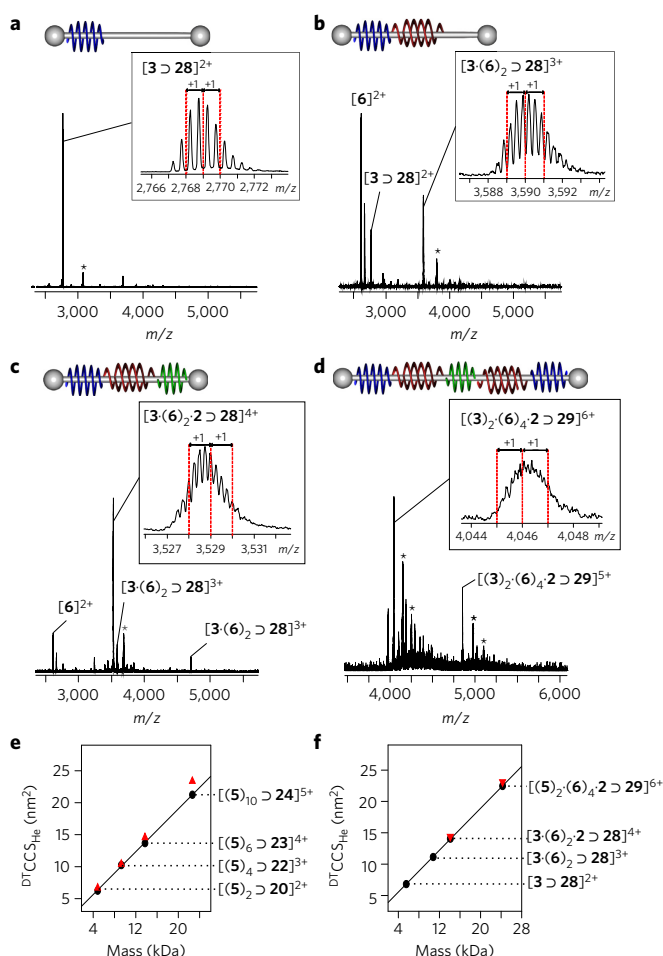 a
[3 ⊃ 28]²⁺
+1 +1
2,766 2,768 2,770 2,772 m/z
*
3,000 4,000 5,000
m/z
b
[3·(6)₂ ⊃ 28]³⁺
+1 +1
3,588 3,590 3,592 m/z
[6]²⁺
[3 ⊃ 28]²⁺
*
3,000 4,000 5,000
m/z
c
[3·(6)₂·2 ⊃ 28]⁴⁺
+1 +1
3,527 3,529 3,531 m/z
[6]²⁺
[3·(6)₂ ⊃ 28]³⁺
*
[3·(6)₂ ⊃ 28]³⁺
3,000 4,000 5,000
m/z
d
[(3)₂·(6)₄·2 ⊃ 29]⁶⁺
+1 +1
4,044 4,046 4,048 m/z
* *
[(3)₂·(6)₄·2 ⊃ 29]⁵⁺
* *
4,000 5,000 6,000
m/z
e
ᴰᵀCCS_He (nm²)
25
20
15
10
5
[(5)₁₀ ⊃ 24]⁵⁺
[(5)₆ ⊃ 23]⁴⁺
[(5)₄ ⊃ 22]³⁺
[(5)₂ ⊃ 20]²⁺
4 12 20 28
Mass (kDa)
f
ᴰᵀCCS_He (nm²)
25
20
15
10
5
[(5)₂·(6)₄·2 ⊃ 29]⁶⁺
[3·(6)₂·2 ⊃ 28]⁴⁺
[3·(6)₂ ⊃ 28]³⁺
[3 ⊃ 28]²⁺
4 12 20 28
Mass (kDa)